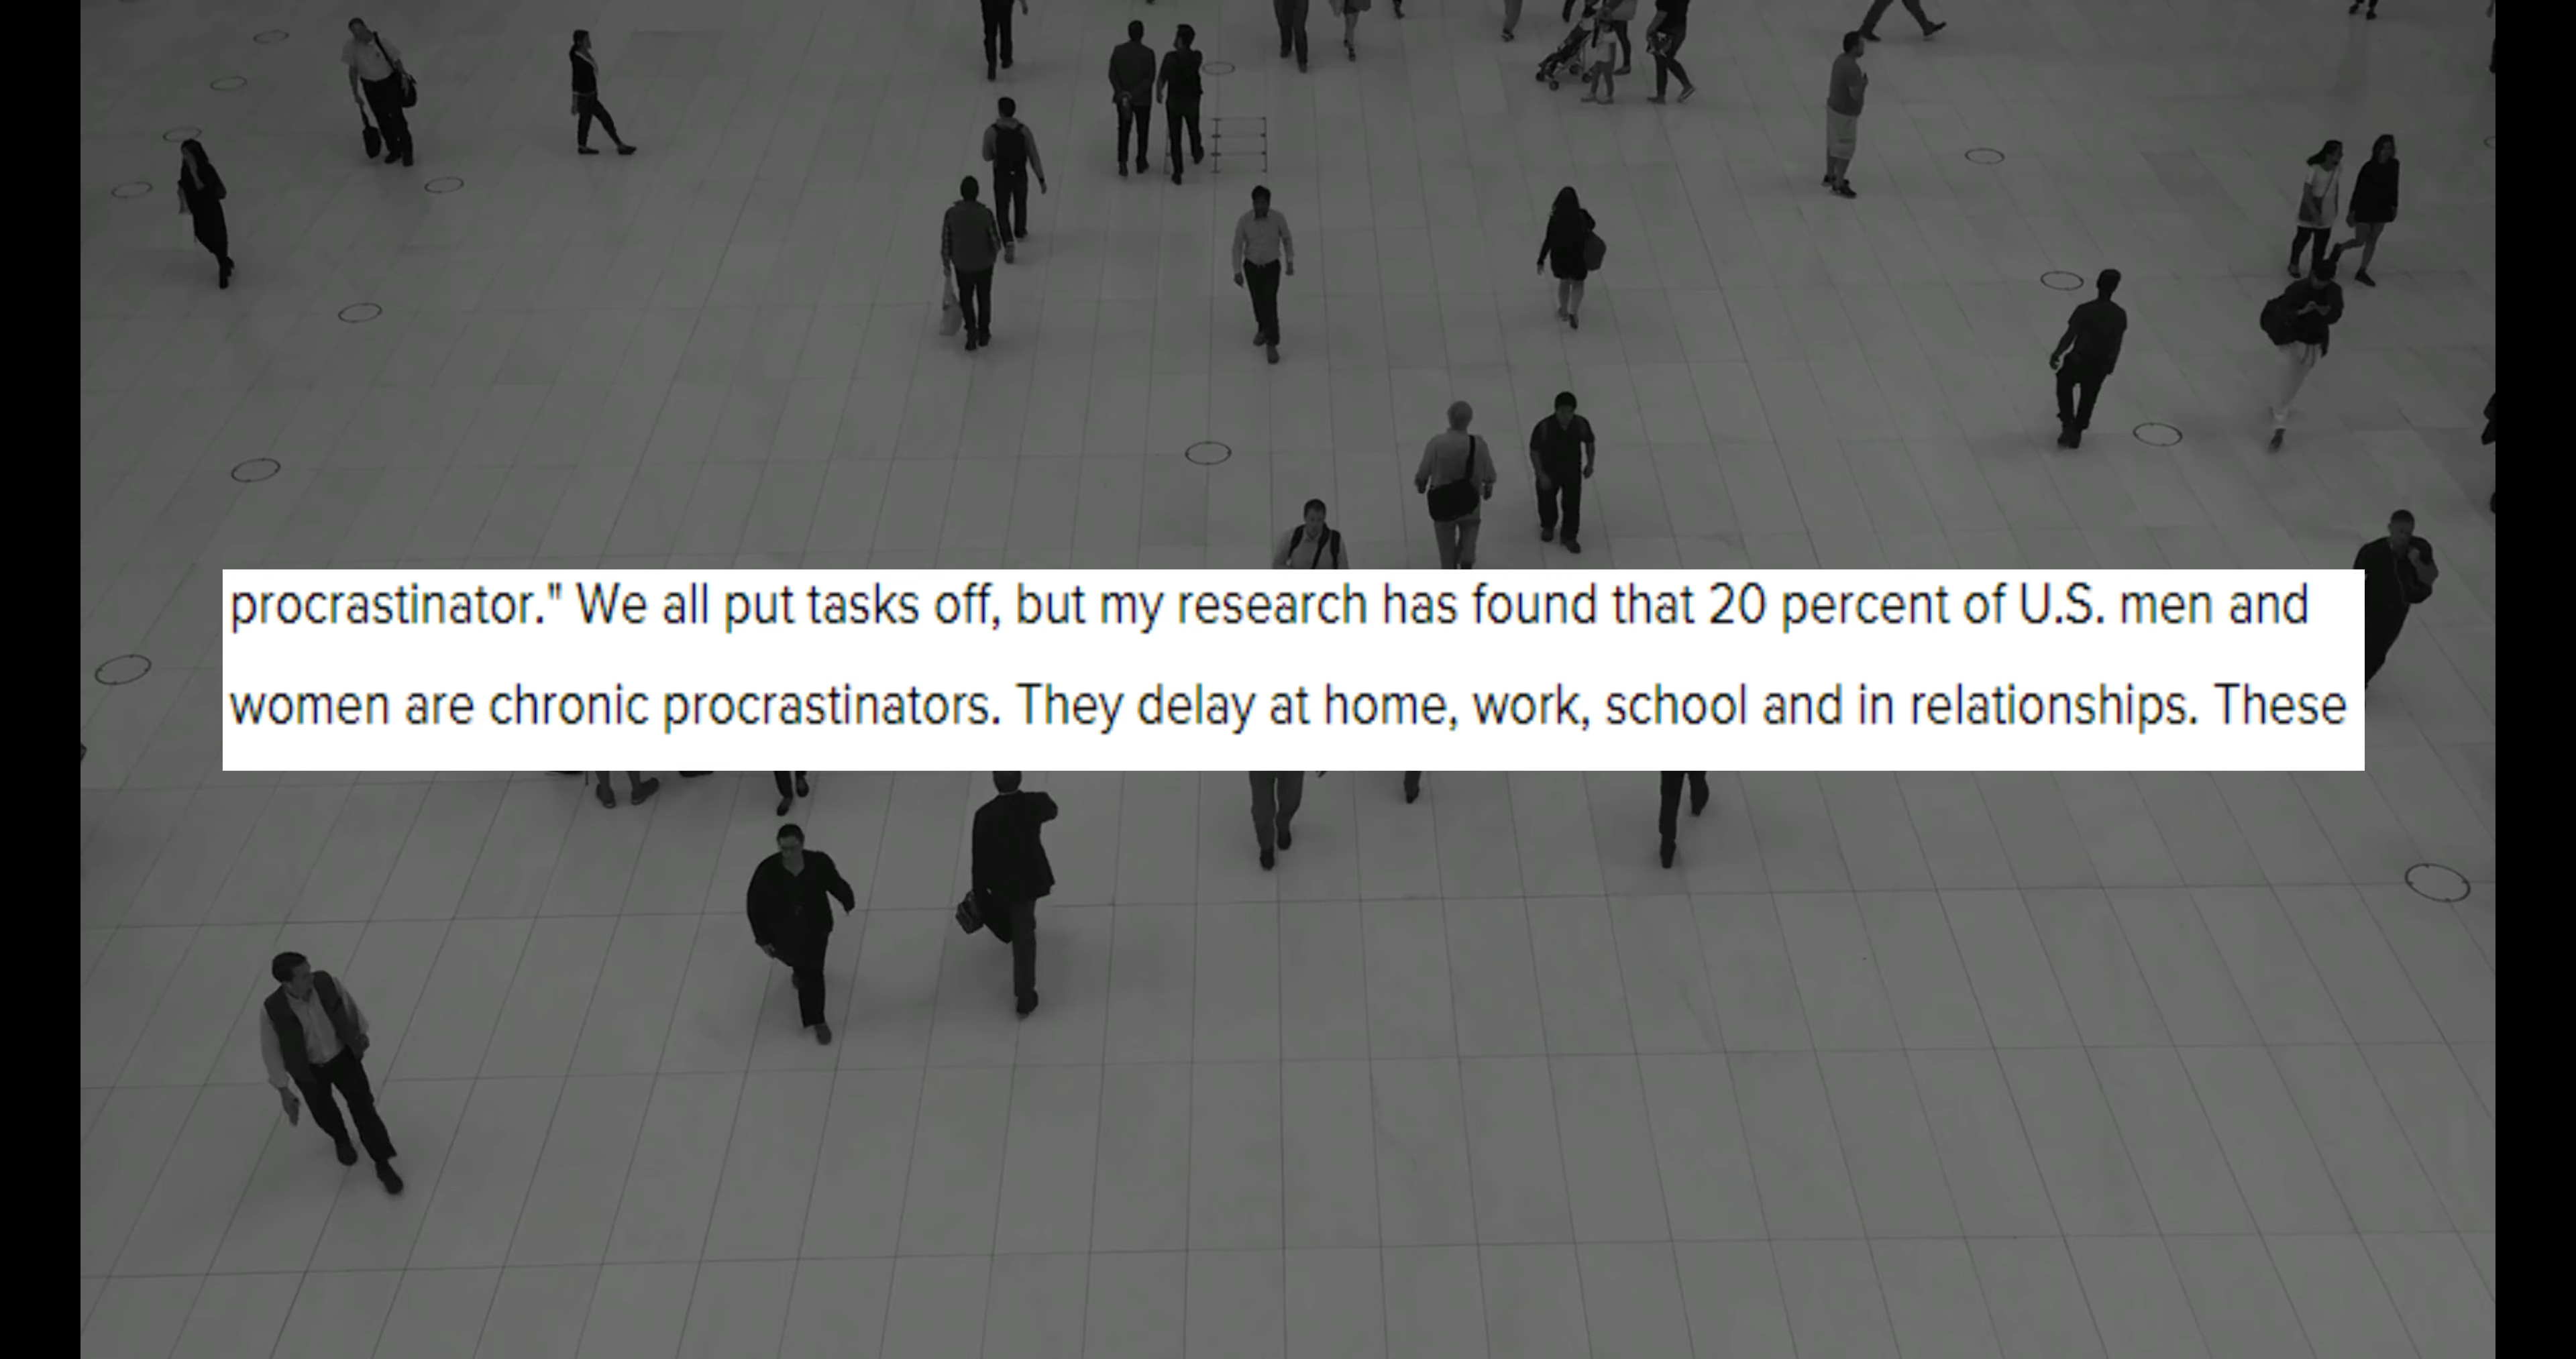 procrastinator." We all put tasks off, but my research has found that 20 percent of U.S. men and
women are chronic procrastinators. They delay at home, work, school and in relationships. These